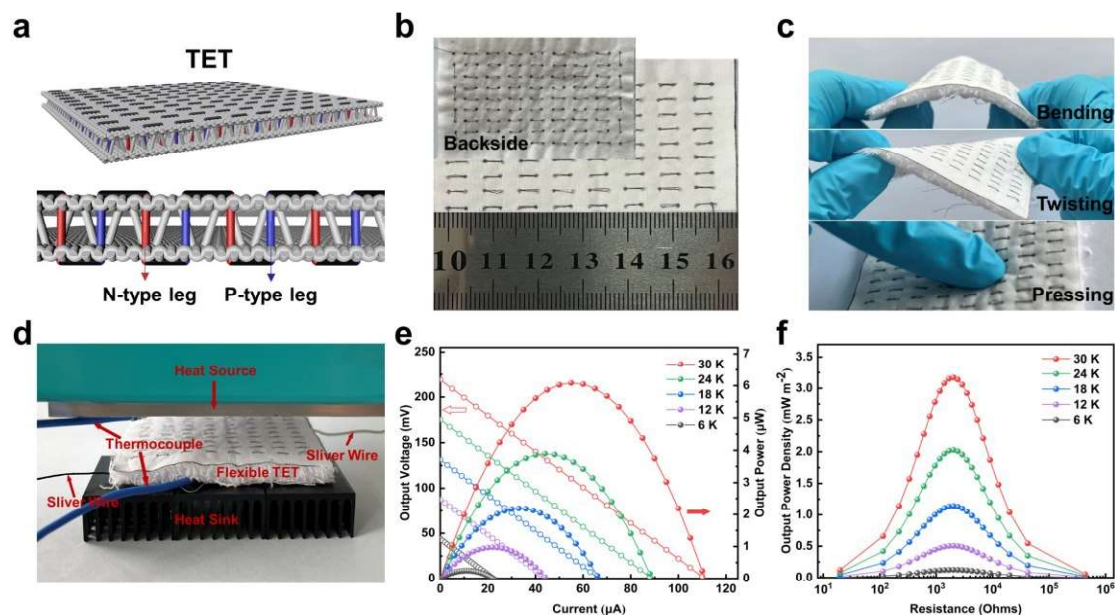 a
TET
N-type leg
P-type leg
b
Backside
10 11 12 13 14 15 16
c
Bending
Twisting
Pressing
d
Heat Source
Thermocouple
Sliver Wire
Flexible TET
Sliver Wire
Heat Sink
e
250
200
150
100
50
0
Output Voltage (mV)
30 K
24 K
18 K
12 K
6 K
7
6
5
4
3
2
1
0
Output Power (μW)
0 20 40 60 80 100 120
Current (μA)
f
3.5
3.0
2.5
2.0
1.5
1.0
0.5
0.0
Output Power Density (mW m⁻²)
30 K
24 K
18 K
12 K
6 K
10¹ 10² 10³ 10⁴ 10⁵ 10⁶
Resistance (Ohms)